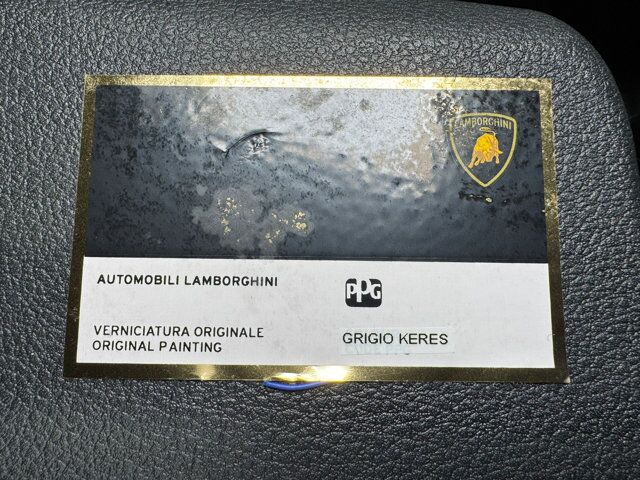 LAMBORGHINI
AUTOMOBILI LAMBORGHINI
PPG
VERNICIATURA ORIGINALE
ORIGINAL PAINTING
GRIGIO KERES